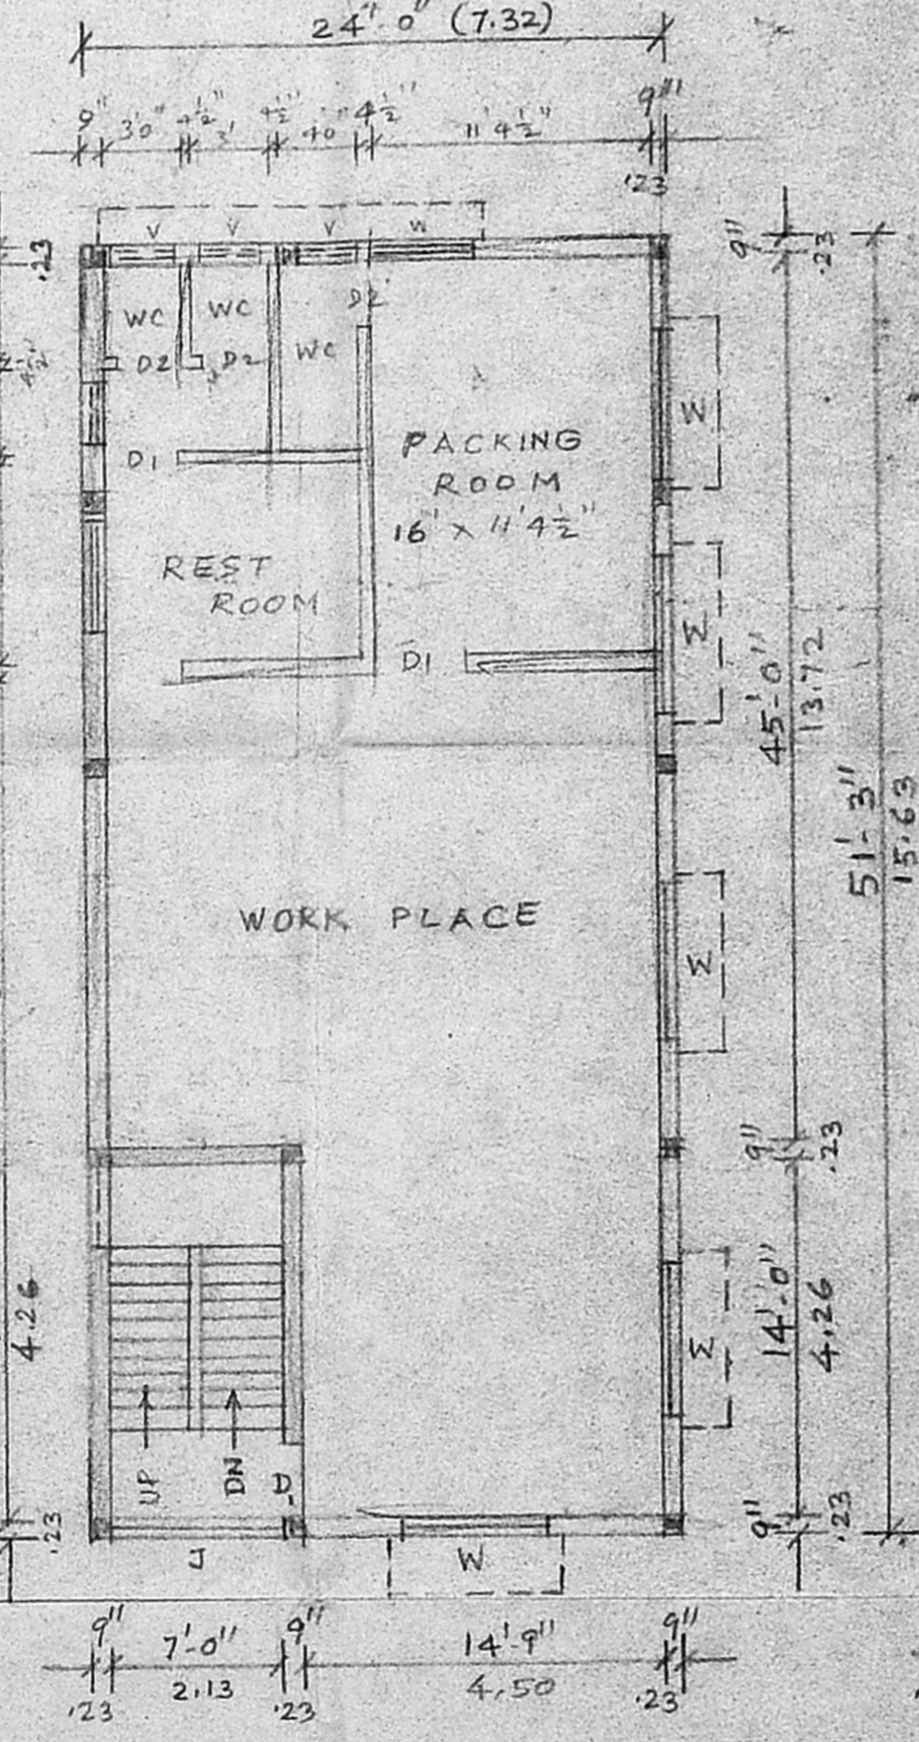 24'-0" (7.32)
9" 3'0" 4½" 3' 4½" 4'0" 4½" 11'4½" 9"
.23
V V V W
.23
9"
.23
WC WC D2
D2 D2 WC
W
PACKING
D1
ROOM
16' x 11'4½"
REST
ROOM
W
D1
45'-0"
13.72
51'-3"
15.63
WORK PLACE
W
9"
.23
4.26
14'-0"
4.26
W
UP DN D
.23
9"
.23
J W
9" 7'-0" 9" 14'-9" 9"
.23 2.13 .23 4.50 .23